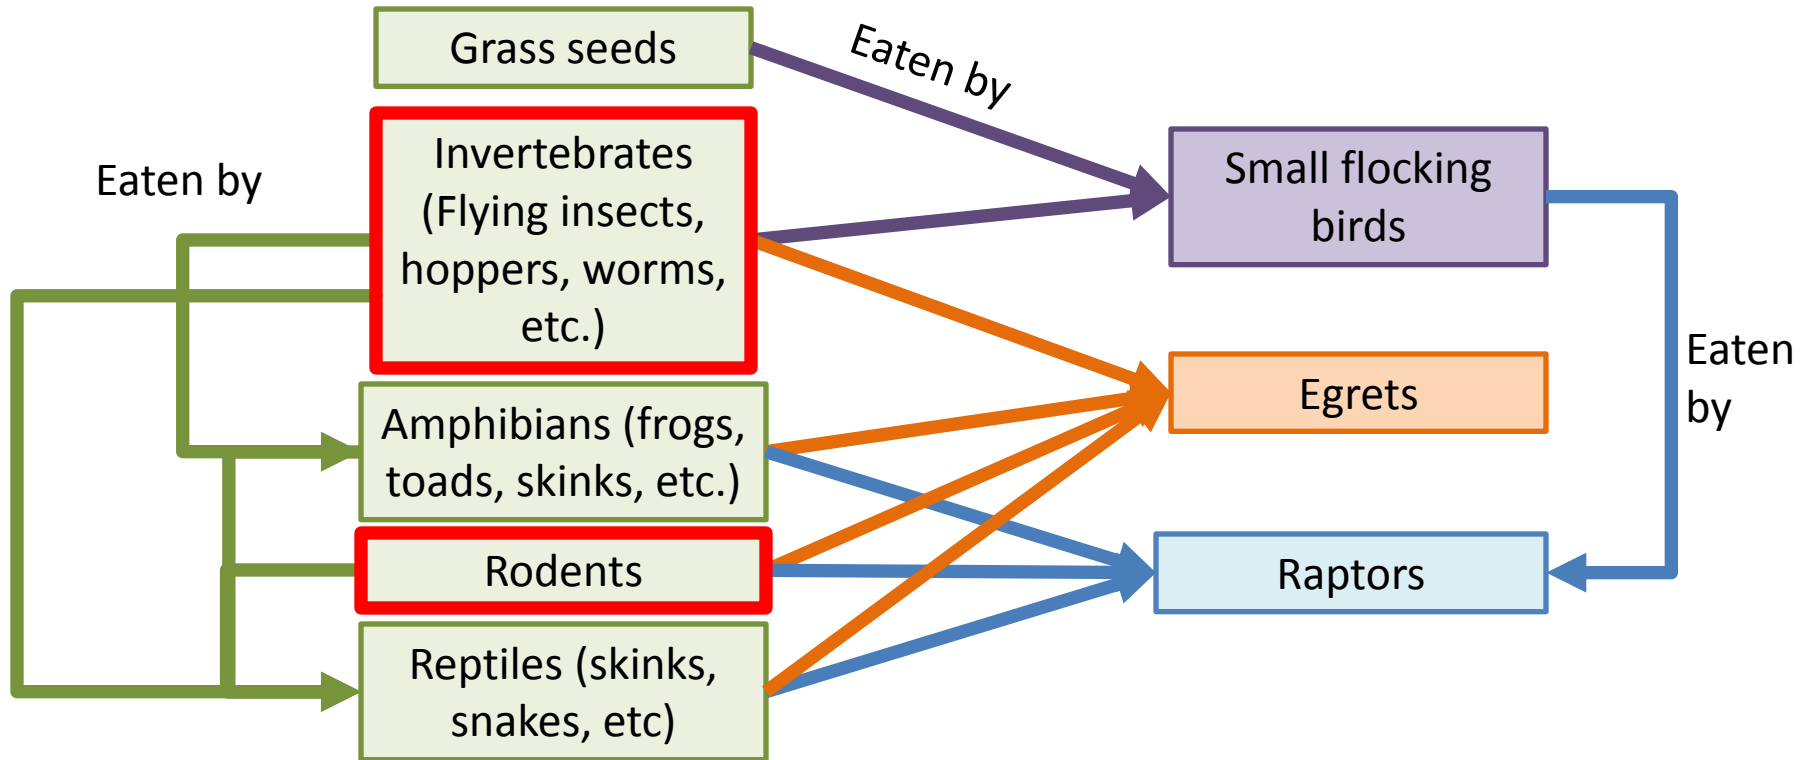 Grass seeds
Eaten by
Invertebrates
(Flying insects,
hoppers, worms,
etc.)
Eaten by
Small flocking
birds
Amphibians (frogs,
toads, skinks, etc.)
Egrets
Eaten
by
Rodents
Raptors
Reptiles (skinks,
snakes, etc)